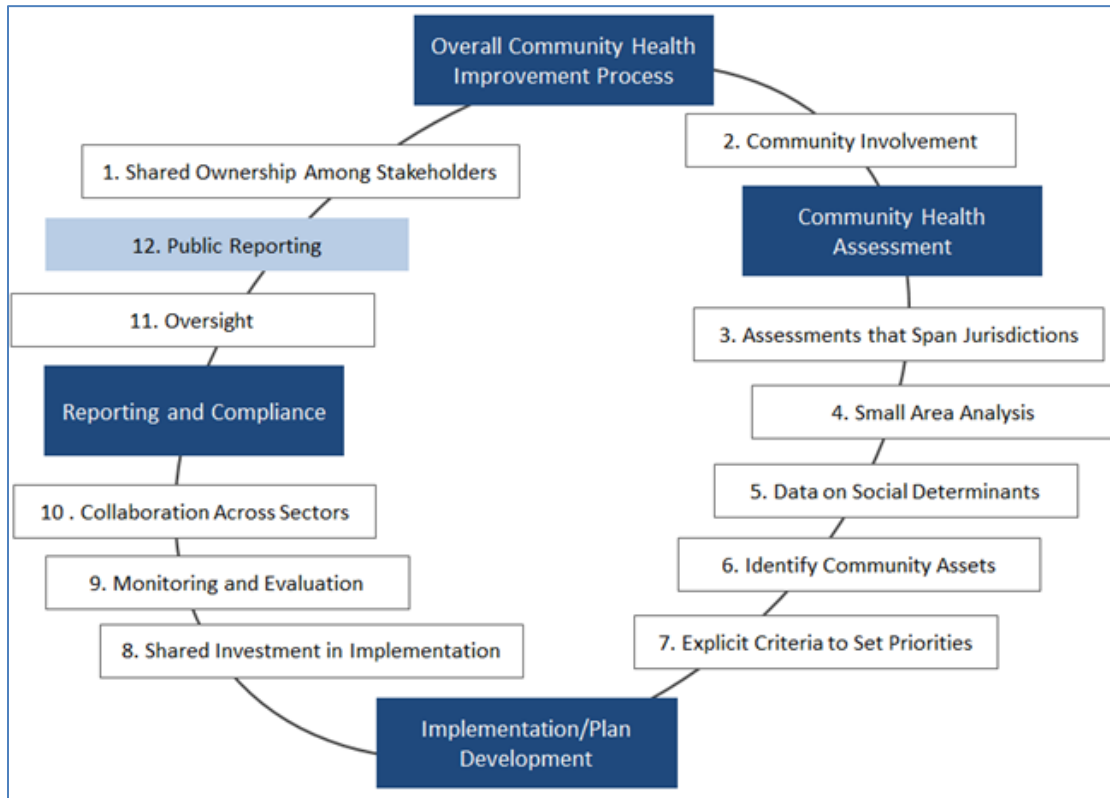 Overall Community Health
Improvement Process
2. Community Involvement
1. Shared Ownership Among Stakeholders
Community Health
Assessment
12. Public Reporting
11. Oversight
3. Assessments that Span Jurisdictions
Reporting and Compliance
4. Small Area Analysis
5. Data on Social Determinants
10 . Collaboration Across Sectors
6. Identify Community Assets
9. Monitoring and Evaluation
7. Explicit Criteria to Set Priorities
8. Shared Investment in Implementation
Implementation/Plan
Development